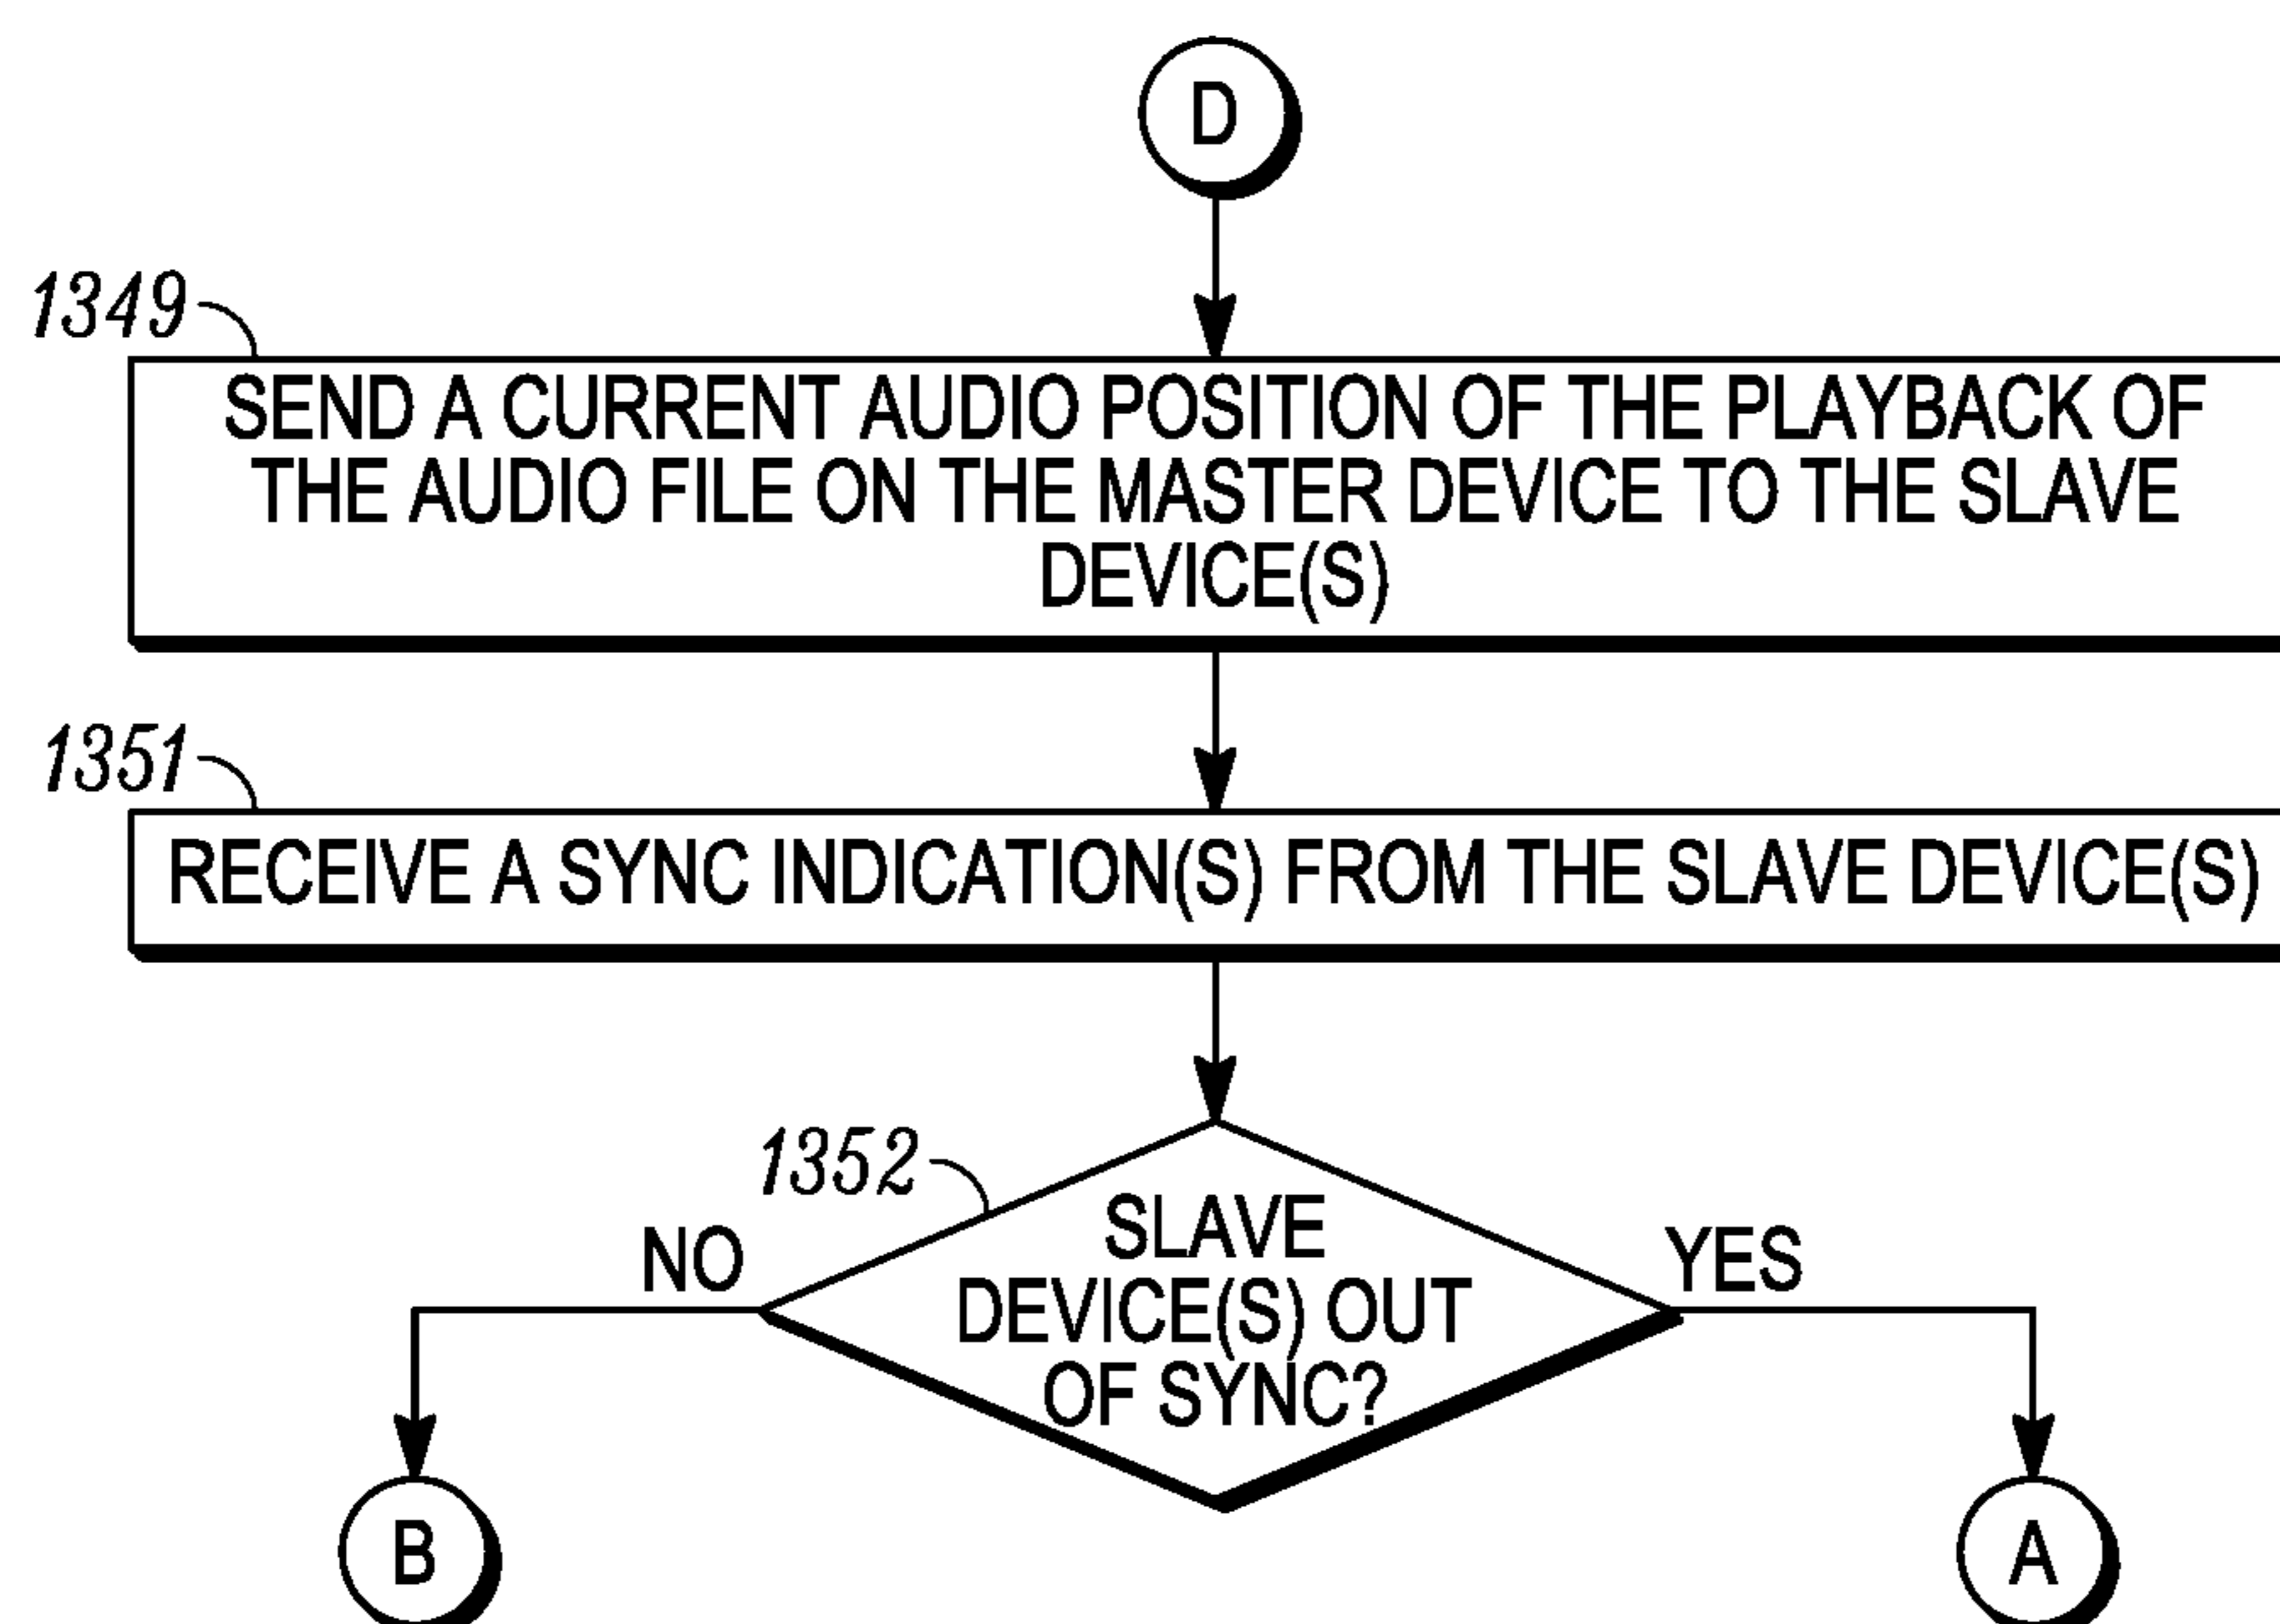 D
1349
SEND A CURRENT AUDIO POSITION OF THE PLAYBACK OF
THE AUDIO FILE ON THE MASTER DEVICE TO THE SLAVE
DEVICE(S)
1351
RECEIVE A SYNC INDICATION(S) FROM THE SLAVE DEVICE(S)
1352
SLAVE
DEVICE(S) OUT
OF SYNC?
NO
YES
B
A